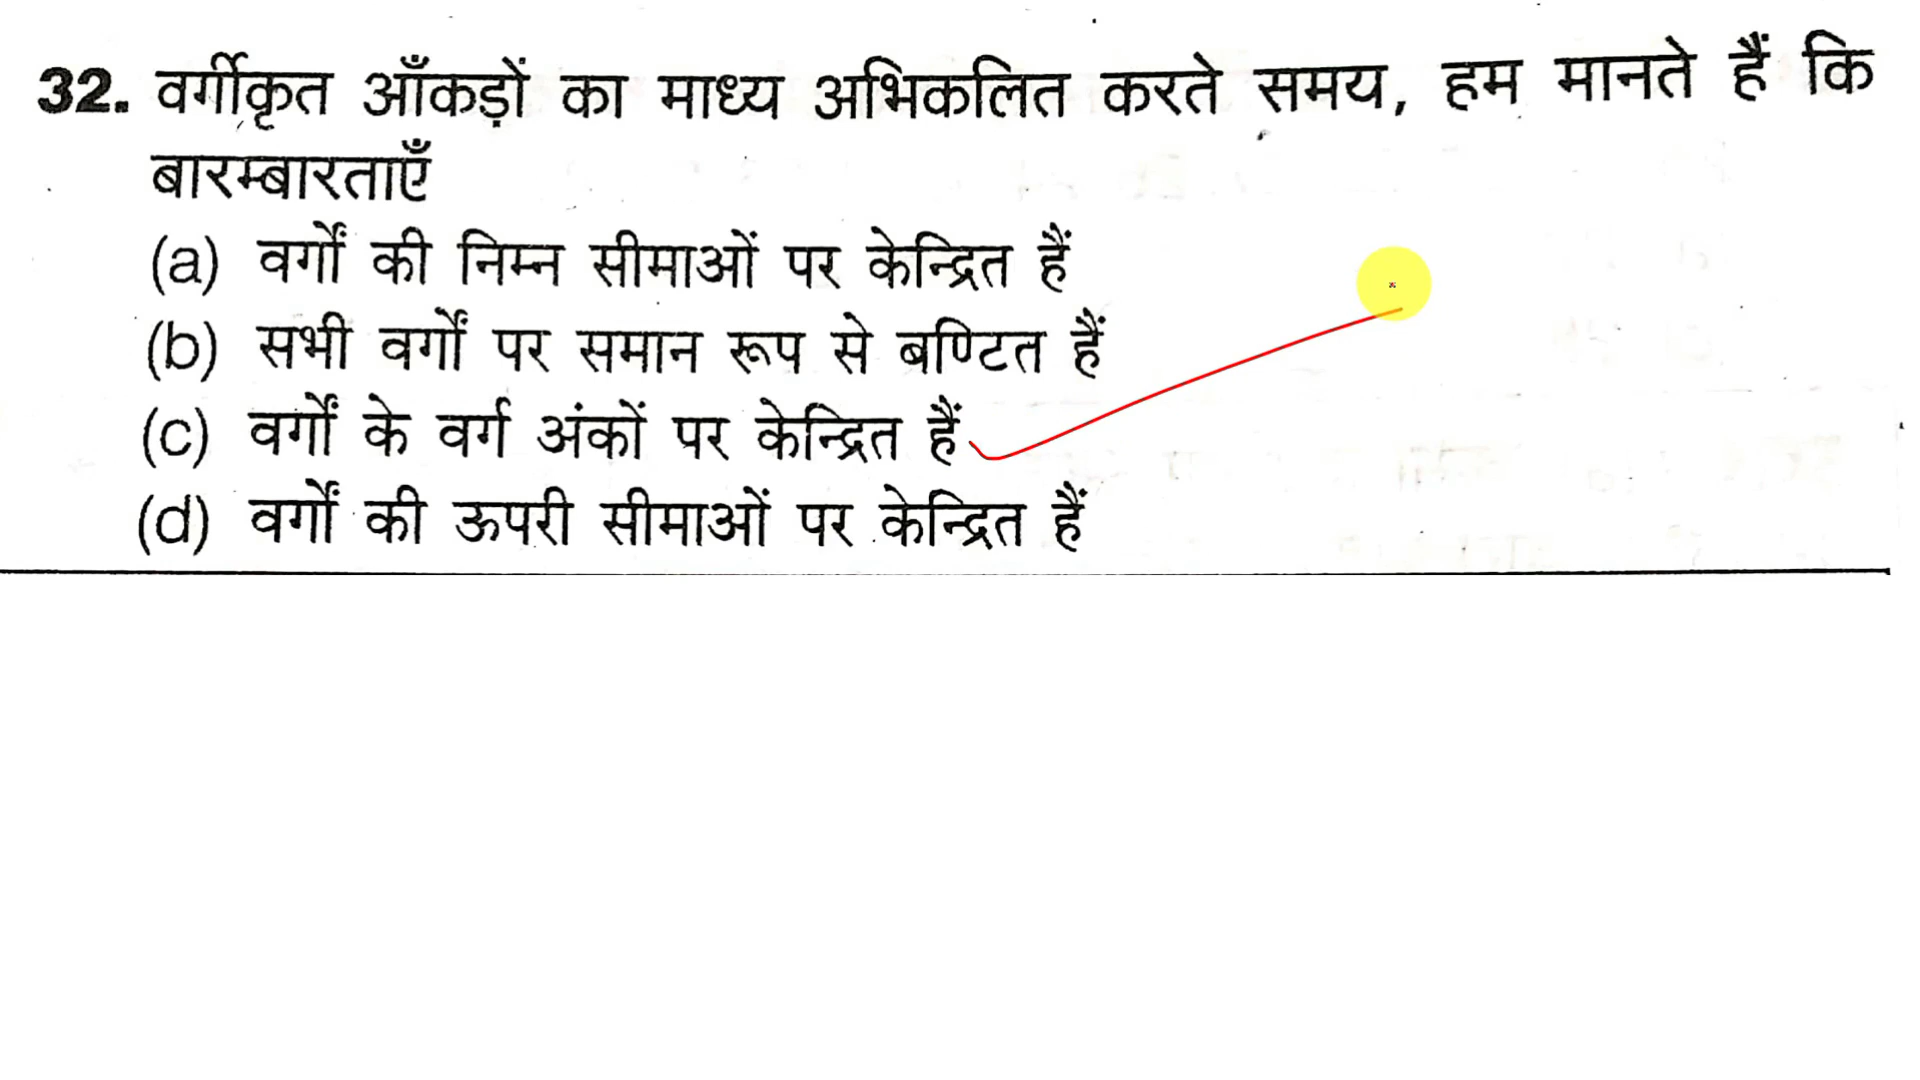 32. वर्गीकृत आँकड़ों का माध्य अभिकलित करते समय, हम मानते हैं कि
बारम्बारताएँ
(a) वर्गों की निम्न सीमाओं पर केन्द्रित हैं
(b) सभी वर्गों पर समान रूप से बण्टित हैं
(c) वर्गों के वर्ग अंकों पर केन्द्रित हैं
(d) वर्गों की ऊपरी सीमाओं पर केन्द्रित हैं